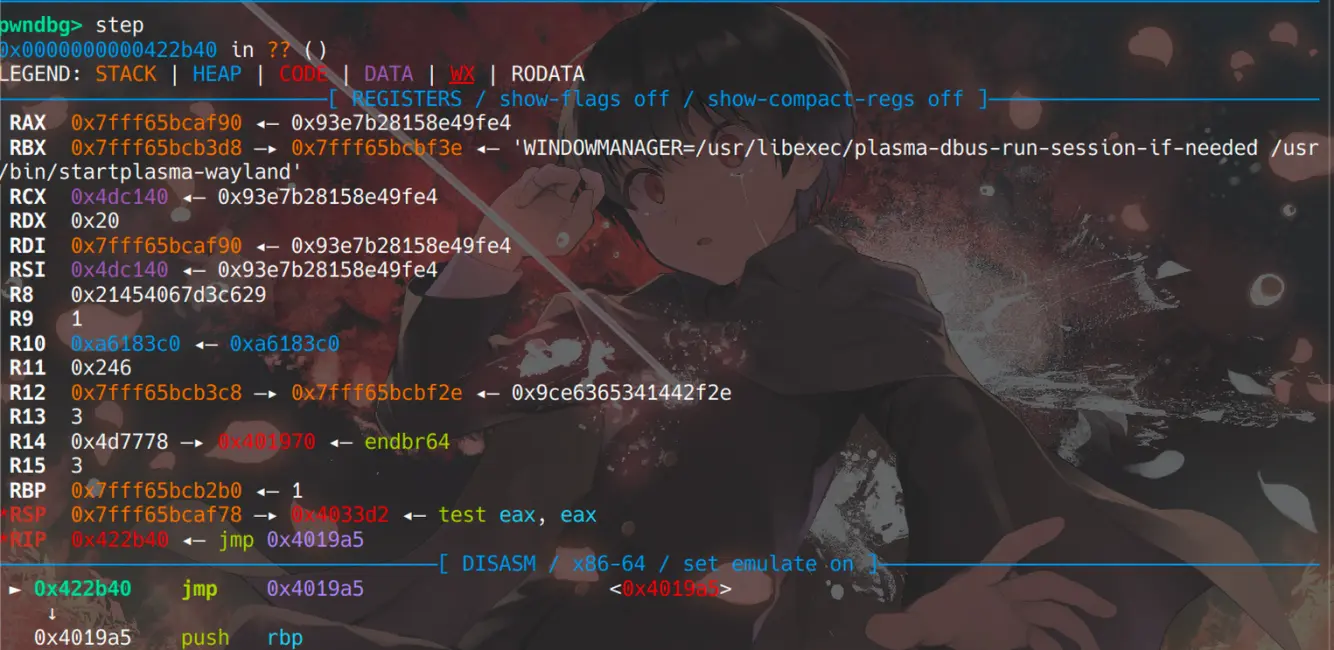 pwndbg> step
0x0000000000422b40 in ?? ()
LEGEND: STACK | HEAP | CODE | DATA | WX | RODATA
[ REGISTERS / show-flags off / show-compact-regs off ]
RAX 0x7fff65bcaf90 ◂— 0x93e7b28158e49fe4
RBX 0x7fff65bcb3d8 —▸ 0x7fff65bcbf3e ◂— 'WINDOWMANAGER=/usr/libexec/plasma-dbus-run-session-if-needed /usr
/bin/startplasma-wayland'
RCX 0x4dc140 ◂— 0x93e7b28158e49fe4
RDX 0x20
RDI 0x7fff65bcaf90 ◂— 0x93e7b28158e49fe4
RSI 0x4dc140 ◂— 0x93e7b28158e49fe4
R8 0x21454067d3c629
R9 1
R10 0xa6183c0 ◂— 0xa6183c0
R11 0x246
R12 0x7fff65bcb3c8 —▸ 0x7fff65bcbf2e ◂— 0x9ce6365341442f2e
R13 3
R14 0x4d7778 —▸ 0x401970 ◂— endbr64
R15 3
RBP 0x7fff65bcb2b0 ◂— 1
*RSP 0x7fff65bcaf78 —▸ 0x4033d2 ◂— test eax, eax
*RIP 0x422b40 ◂— jmp 0x4019a5
[ DISASM / x86-64 / set emulate on ]
► 0x422b40 jmp 0x4019a5 <0x4019a5>
↓
0x4019a5 push rbp